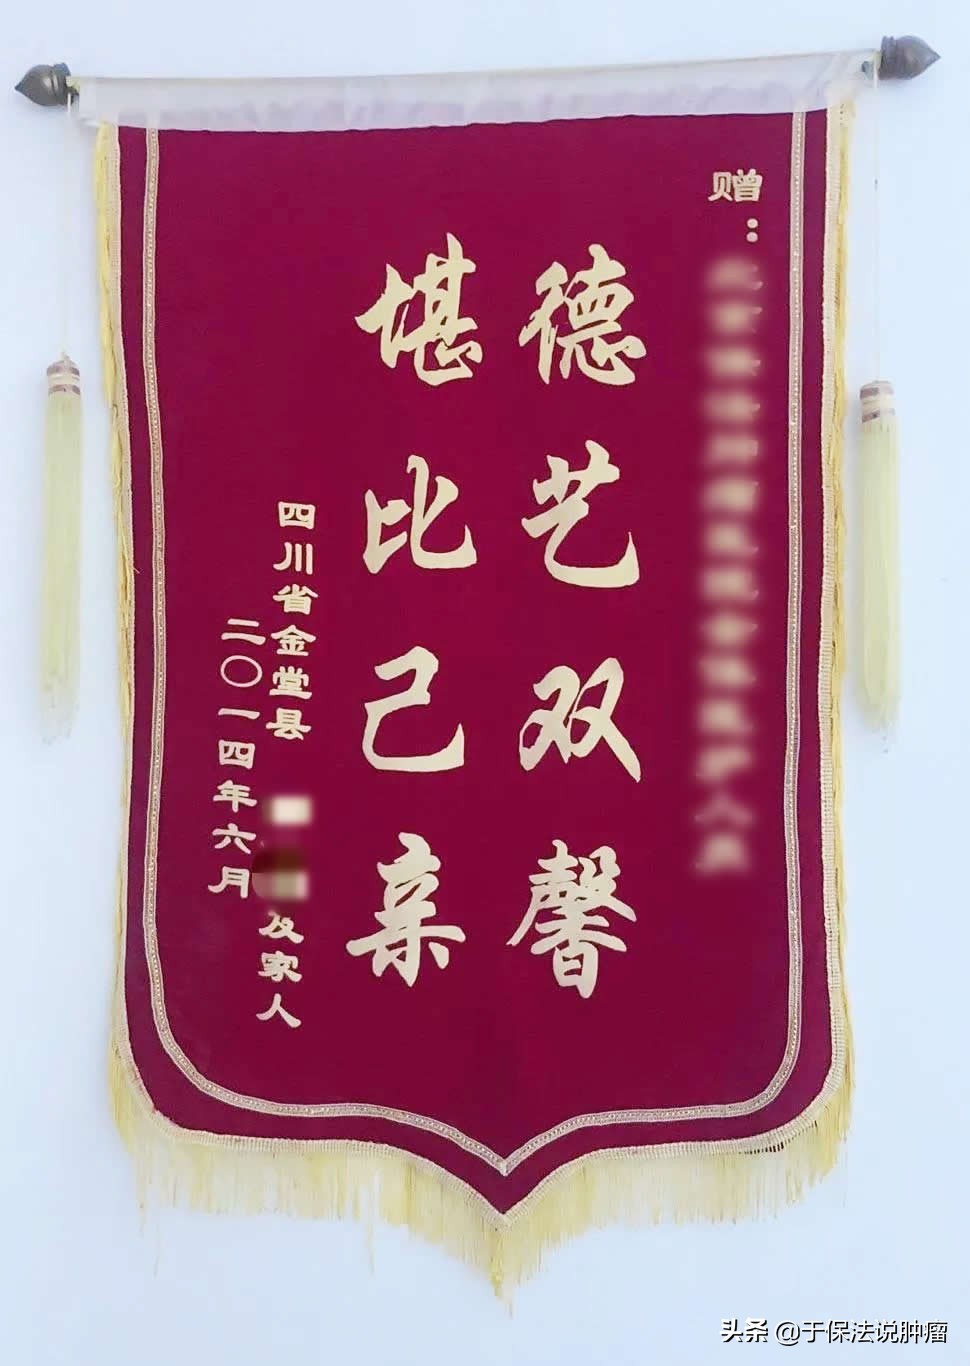 赠：
德艺双馨
堪比己亲
四川省金堂县
及家人
二〇一四年六月
头条 @于保法说肿瘤